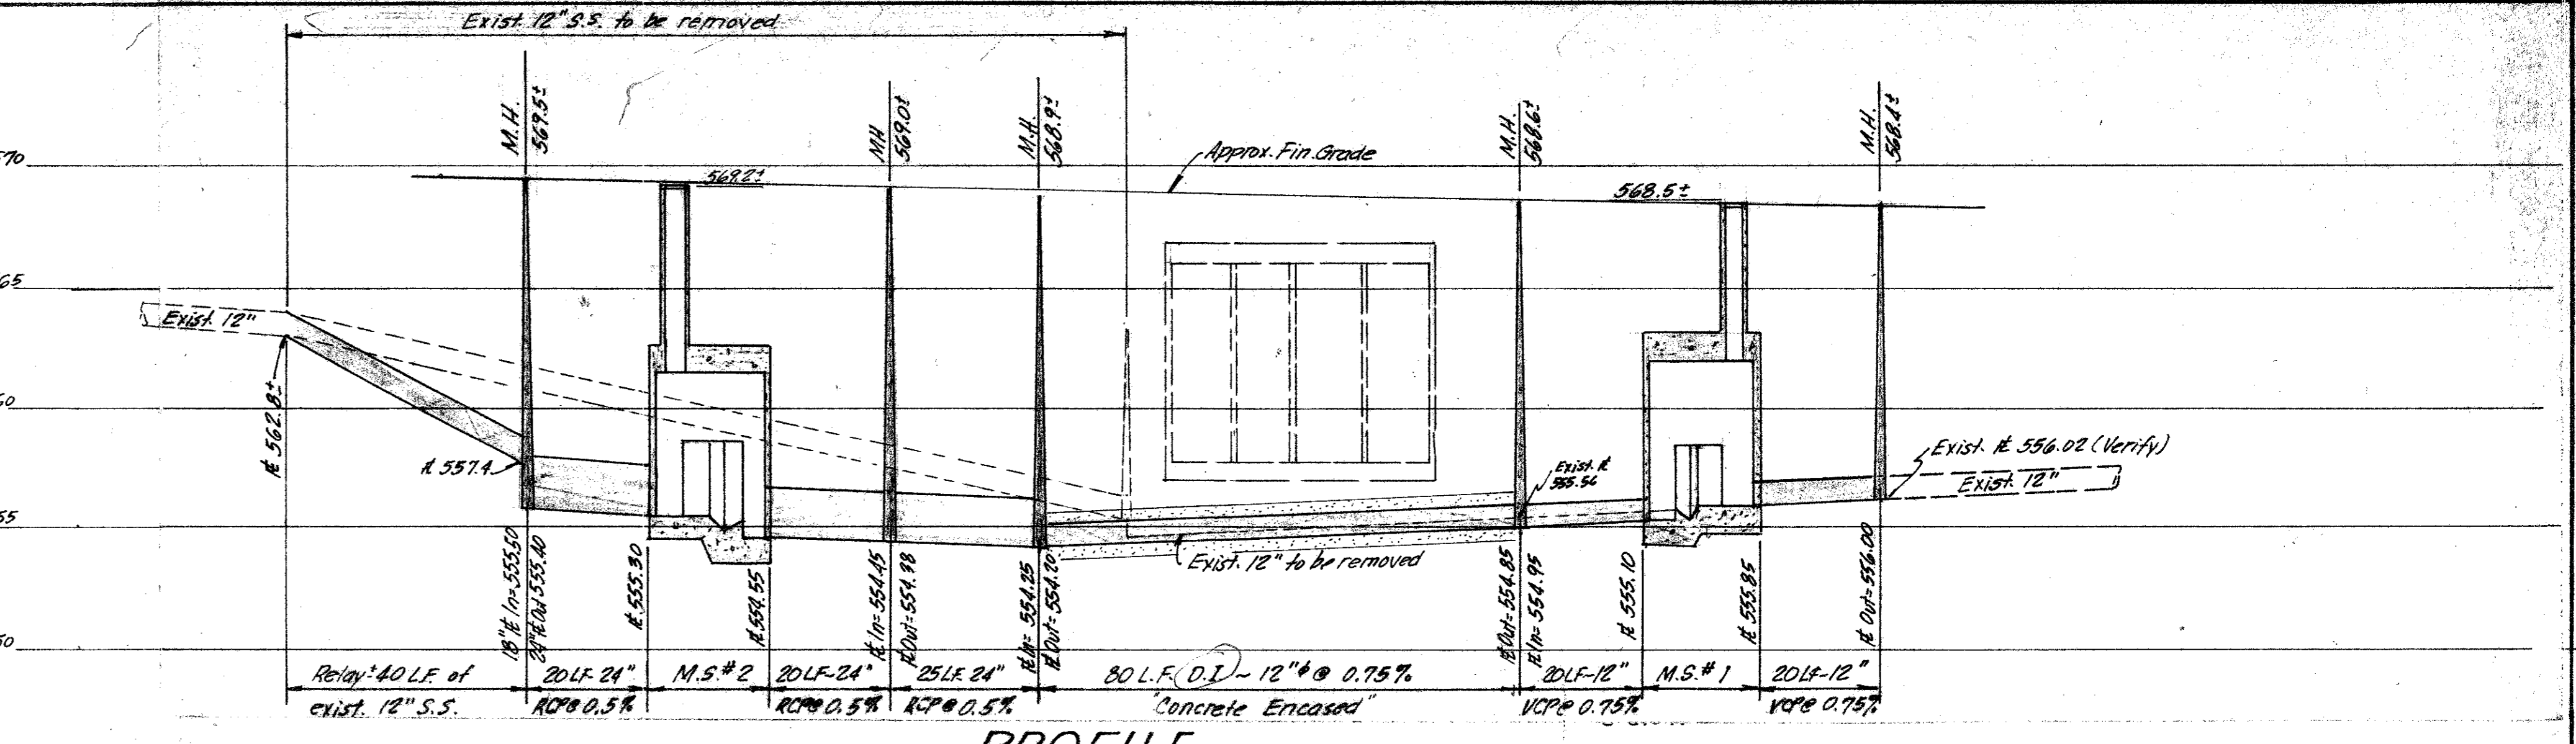 Exist. 12" S.S. to be removed
M.H. 569.5±
MH 569.0±
M.H. 568.9±
M.H. 568.6±
M.H. 568.4±
570
569.2±
Approx. Fin. Grade
568.5±
65
Exist. 12"
60
℄ 562.8±
℄ 557.4
Exist. ℄
555.54
Exist. ℄ 556.02 (Verify)
Exist. 12"
55
Exist. 12" to be removed
18" ℄ In=555.50
24" ℄ Out 555.40
℄ 555.30
℄ 554.55
℄ In= 554.45
℄ Out= 554.38
℄ In= 554.25
℄ Out= 554.20
℄ Out= 554.85
℄ In= 554.95
℄ 555.10
℄ 555.85
℄ Out= 556.00
50
Relay ±40 L.F. of
exist. 12" S.S.
20 LF-24"
RCP@ 0.5%
M.S.#2
20 LF-24"
RCP@ 0.5%
25 LF. 24"
RCP@ 0.5%
80 L.F. D.I. ~ 12"ϕ @ 0.75%
"Concrete Encased"
20 LF-12"
VCP@ 0.75%
M.S.#1
20 LF-12"
VCP@ 0.75%
PROFILE